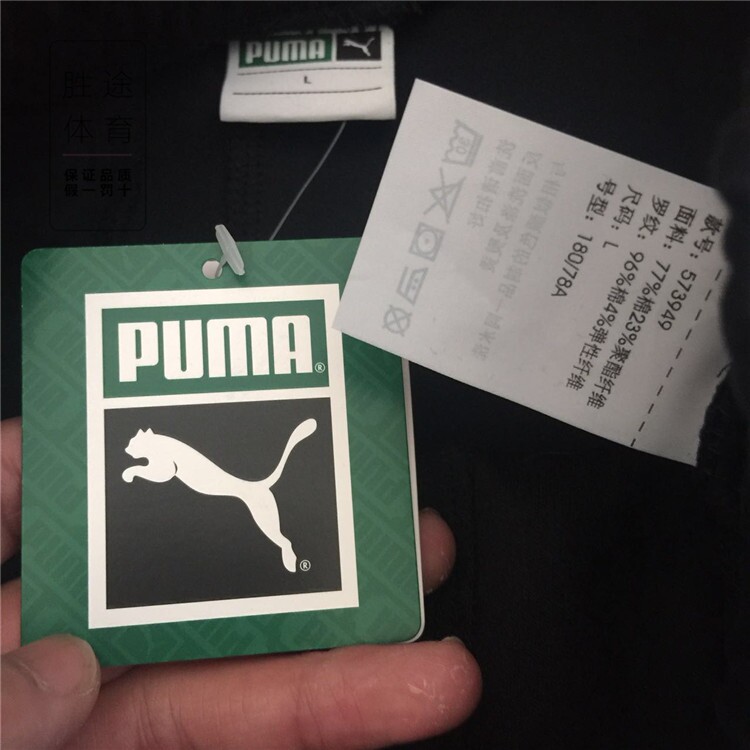 胜途
体育
保证品质
假一罚十
PUMA
L
款号：573949
面料：77%棉23%聚酯纤维
罗纹：96%棉4%弹性纤维
尺码：L
号型：180/78A
30
PUMA®
®